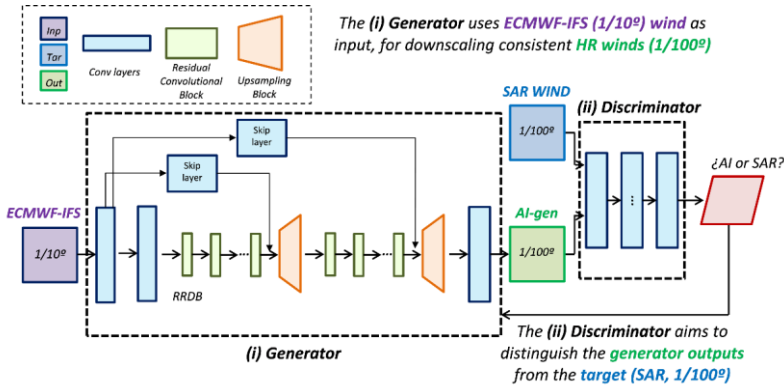 Inp
Tar
Out
Conv layers
Residual
Convolutional
Block
Upsampling
Block
The (i) Generator uses ECMWF-IFS (1/10º) wind as
input, for downscaling consistent HR winds (1/100º)
SAR WIND
1/100º
(ii) Discriminator
¿AI or SAR?
Skip
layer
Skip
layer
ECMWF-IFS
1/10º
RRDB
AI-gen
1/100º
(i) Generator
The (ii) Discriminator aims to
distinguish the generator outputs
from the target (SAR, 1/100º)